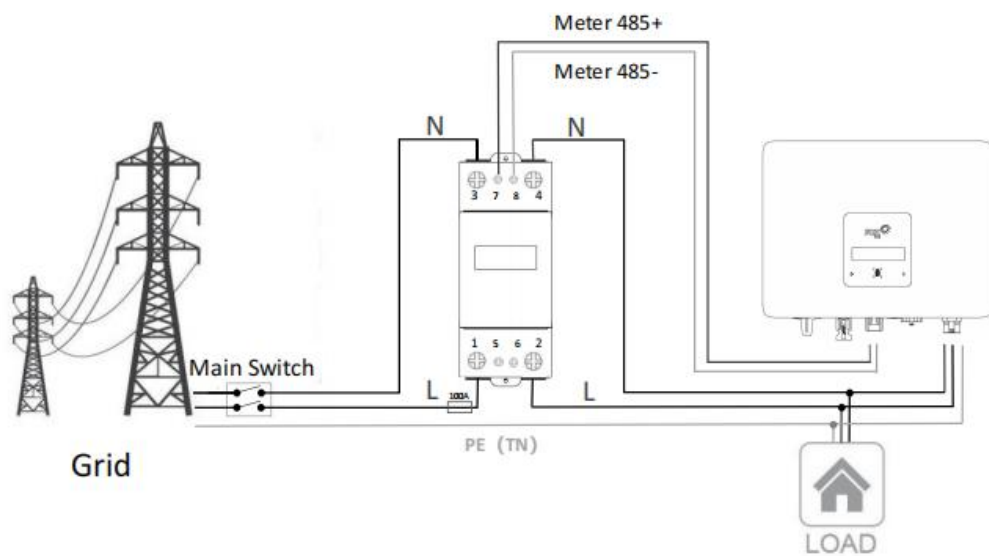 Meter 485+
Meter 485-
N
N
3 7 8 4
1 5 6 2
Main Switch
L
100A
L
PE (TN)
Grid
LOAD